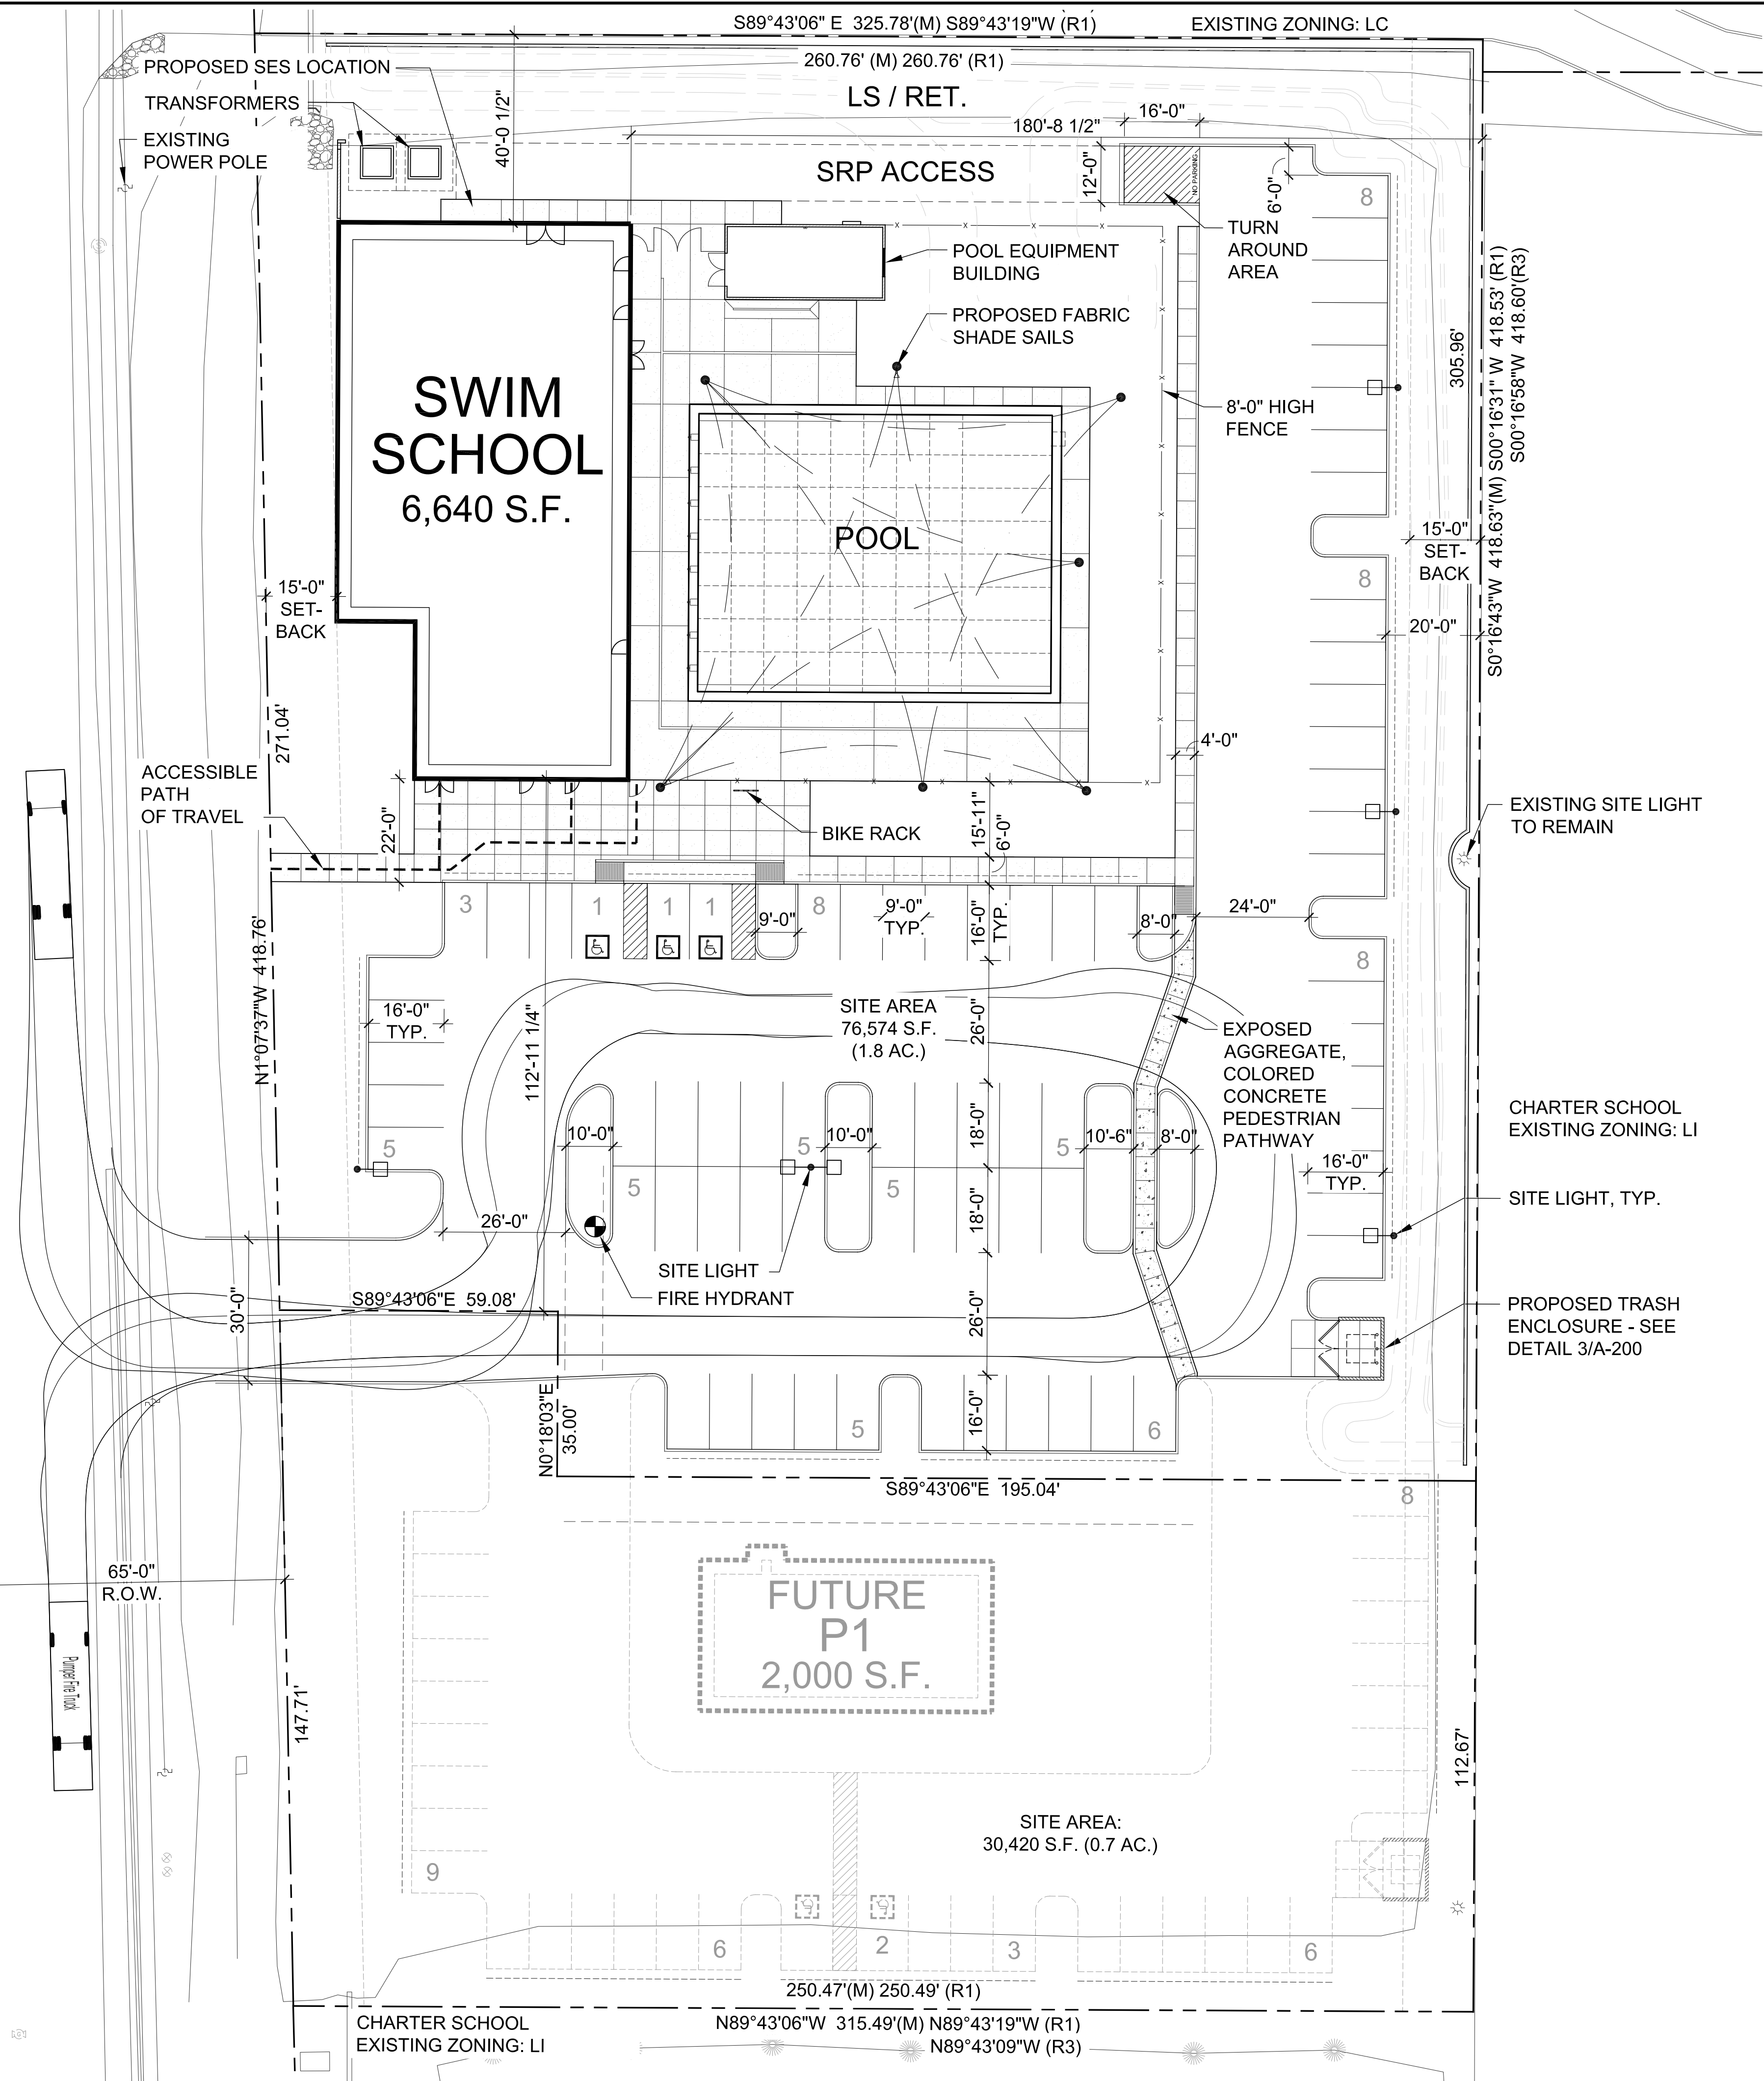 S89°43'06" E 325.78'(M) S89°43'19"W (R1)
EXISTING ZONING: LC
260.76' (M) 260.76' (R1)
PROPOSED SES LOCATION
TRANSFORMERS
EXISTING
POWER POLE
LS / RET.
40'-0 1/2"
180'-8 1/2"
16'-0"
SRP ACCESS
12'-0"
NO PARKING
6'-0"
8
TURN
AROUND
AREA
POOL EQUIPMENT
BUILDING
PROPOSED FABRIC
SHADE SAILS
8'-0" HIGH
FENCE
305.96'
S0°16'43"W 418.63"(M) S00°16'31" W 418.53' (R1)
S00°16'58"W 418.60'(R3)
SWIM
SCHOOL
6,640 S.F.
POOL
15'-0"
SET-
BACK
8
15'-0"
SET-
BACK
20'-0"
271.04'
4'-0"
ACCESSIBLE
PATH
OF TRAVEL
22'-0"
BIKE RACK
15'-11"
6'-0"
EXISTING SITE LIGHT
TO REMAIN
3
1
1
1
9'-0"
8
9'-0"
TYP.
16'-0"
TYP.
8'-0"
24'-0"
8
N1°07'37"W 418.76'
16'-0"
TYP.
112'-11 1/4"
SITE AREA
76,574 S.F.
(1.8 AC.)
26'-0"
EXPOSED
AGGREGATE,
COLORED
CONCRETE
PEDESTRIAN
PATHWAY
CHARTER SCHOOL
EXISTING ZONING: LI
5
10'-0"
5
10'-0"
18'-0"
5
10'-6"
8'-0"
16'-0"
TYP.
5
5
SITE LIGHT, TYP.
26'-0"
18'-0"
SITE LIGHT
FIRE HYDRANT
30'-0"
S89°43'06"E 59.08'
26'-0"
PROPOSED TRASH
ENCLOSURE - SEE
DETAIL 3/A-200
N0°18'03"E
35.00'
5
16'-0"
6
S89°43'06"E 195.04'
8
65'-0"
R.O.W.
FUTURE
P1
2,000 S.F.
Pumper Fire Truck
147.71'
112.67'
SITE AREA:
30,420 S.F. (0.7 AC.)
9
6
2
3
6
250.47'(M) 250.49' (R1)
CHARTER SCHOOL
EXISTING ZONING: LI
N89°43'06"W 315.49'(M) N89°43'19"W (R1)
N89°43'09"W (R3)